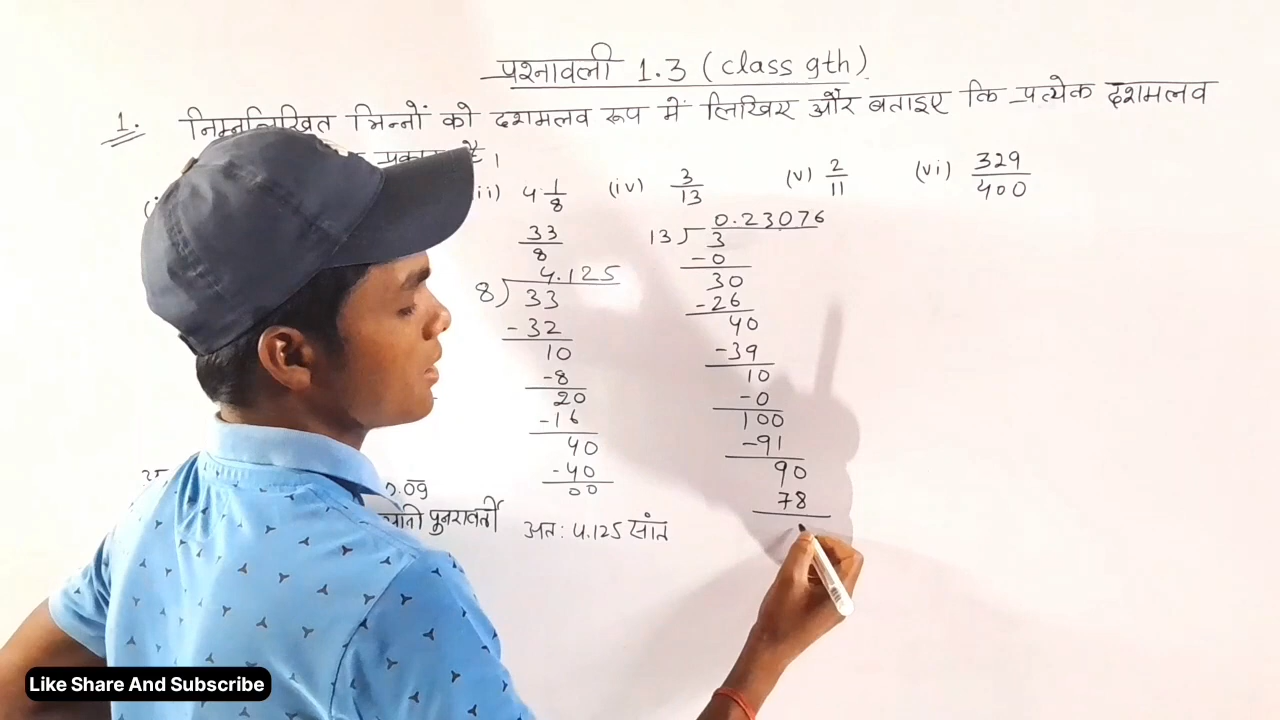 प्रश्नावली 1.3 (class 9th)
1. निम्नलिखित भिन्नों को दशमलव रूप में लिखिए और बताइए कि प्रत्येक दशमलव
प्रकार है।
4 1/8 (iv) 3/13 (v) 2/11 (vi) 329/400
33/8
8) 33 4.125
-32
10
-8
20
-16
40
-40
00
अत: 4.125 सांत
13) 3 0.23076
-0
30
-26
40
-39
10
-0
100
-91
90
78
पुनरावर्ती
Like Share And Subscribe